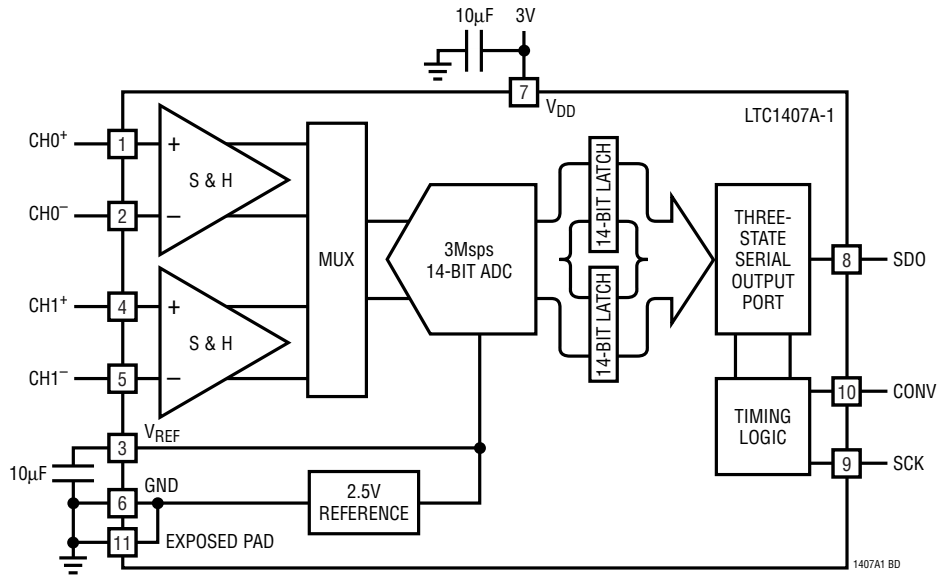 10µF 3V
7
VDD
LTC1407A-1
CH0+
1
+
S & H
CH0–
2
–
CH1+
4
+
S & H
CH1–
5
–
MUX
3Msps
14-BIT ADC
14-BIT LATCH
14-BIT LATCH
THREE-
STATE
SERIAL
OUTPUT
PORT
8
SDO
10
CONV
TIMING
LOGIC
9
SCK
VREF
3
10µF
GND
6
2.5V
REFERENCE
11
EXPOSED PAD
1407A1 BD